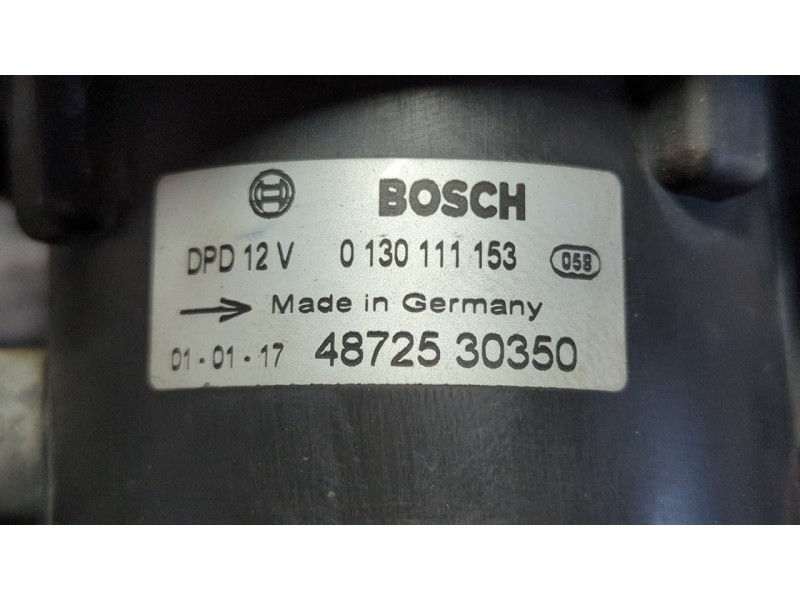 BOSCH
DPD 12 V 0 130 111 153 058
Made in Germany
01-01-17 48725 30350